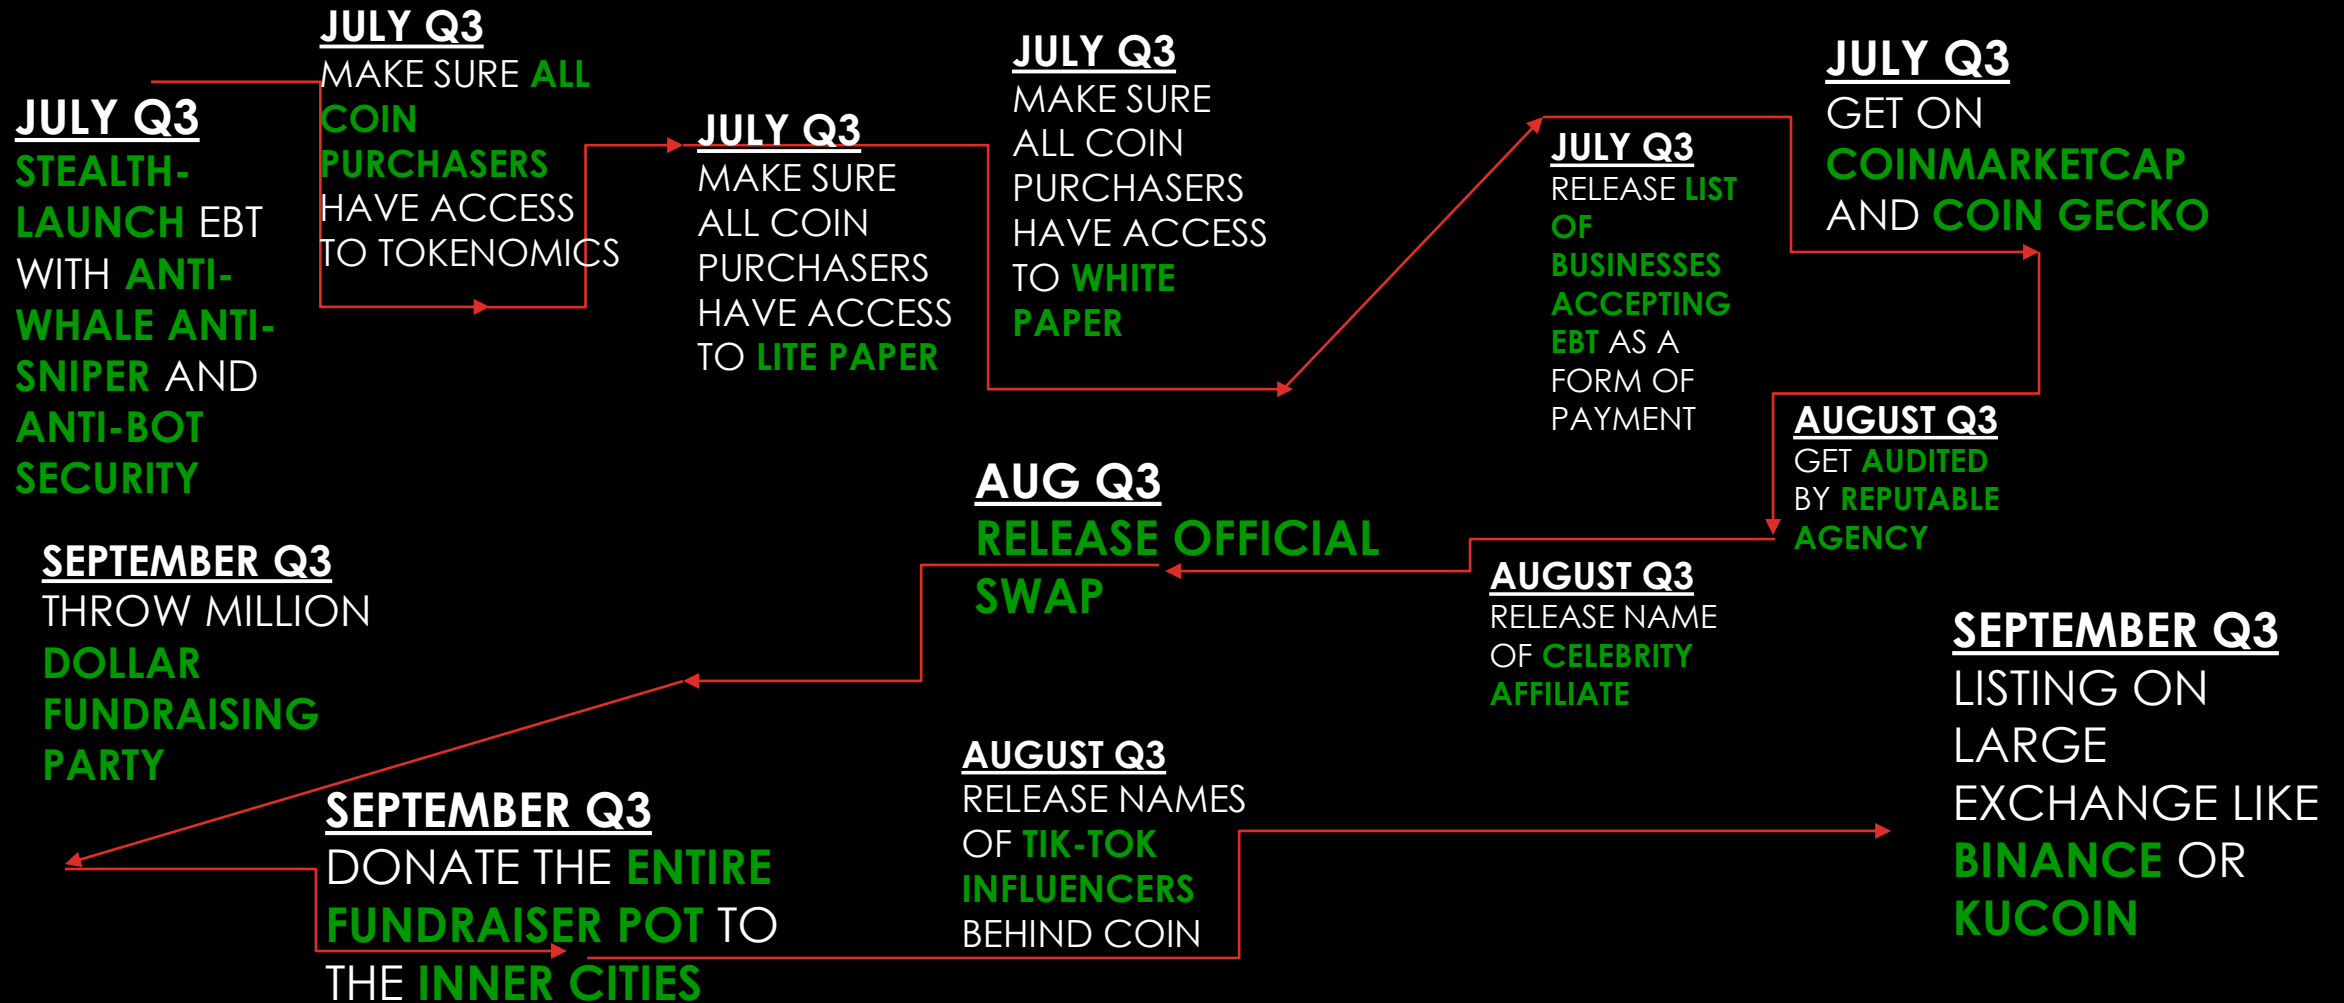 JULY Q3
STEALTH-
LAUNCH EBT
WITH ANTI-
WHALE ANTI-
SNIPER AND
ANTI-BOT
SECURITY
JULY Q3
MAKE SURE ALL
COIN
PURCHASERS
HAVE ACCESS
TO TOKENOMICS
JULY Q3
MAKE SURE
ALL COIN
PURCHASERS
HAVE ACCESS
TO LITE PAPER
JULY Q3
MAKE SURE
ALL COIN
PURCHASERS
HAVE ACCESS
TO WHITE
PAPER
JULY Q3
RELEASE LIST
OF
BUSINESSES
ACCEPTING
EBT AS A
FORM OF
PAYMENT
JULY Q3
GET ON
COINMARKETCAP
AND COIN GECKO
AUGUST Q3
GET AUDITED
BY REPUTABLE
AGENCY
AUGUST Q3
RELEASE NAME
OF CELEBRITY
AFFILIATE
AUG Q3
RELEASE OFFICIAL
SWAP
SEPTEMBER Q3
THROW MILLION
DOLLAR
FUNDRAISING
PARTY
SEPTEMBER Q3
DONATE THE ENTIRE
FUNDRAISER POT TO
THE INNER CITIES
AUGUST Q3
RELEASE NAMES
OF TIK-TOK
INFLUENCERS
BEHIND COIN
SEPTEMBER Q3
LISTING ON
LARGE
EXCHANGE LIKE
BINANCE OR
KUCOIN